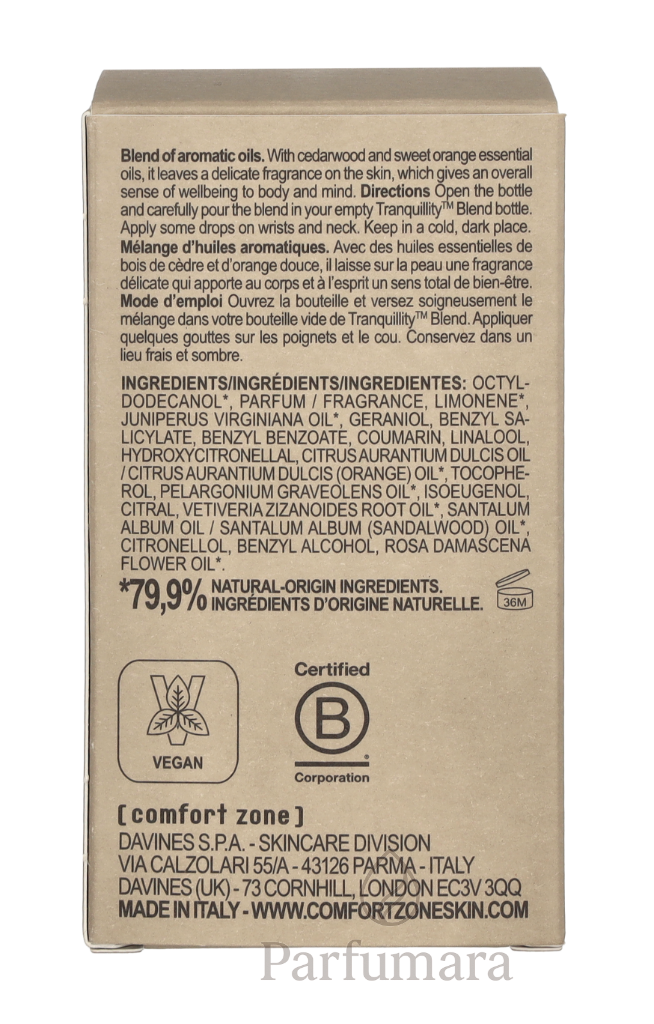 Blend of aromatic oils. With cedarwood and sweet orange essential
oils, it leaves a delicate fragrance on the skin, which gives an overall
sense of wellbeing to body and mind. Directions Open the bottle
and carefully pour the blend in your empty Tranquillity™ Blend bottle.
Apply some drops on wrists and neck. Keep in a cold, dark place.
Mélange d'huiles aromatiques. Avec des huiles essentielles de
bois de cèdre et d'orange douce, il laisse sur la peau une fragrance
délicate qui apporte au corps et à l'esprit un sens total de bien-être.
Mode d'emploi Ouvrez la bouteille et versez soigneusement le
mélange dans votre bouteille vide de Tranquillity™ Blend. Appliquer
quelques gouttes sur les poignets et le cou. Conservez dans un
lieu frais et sombre.
INGREDIENTS/INGRÉDIENTS/INGREDIENTES: OCTYL-
DODECANOL*, PARFUM / FRAGRANCE, LIMONENE*,
JUNIPERUS VIRGINIANA OIL*, GERANIOL, BENZYL SA-
LICYLATE, BENZYL BENZOATE, COUMARIN, LINALOOL,
HYDROXYCITRONELLAL, CITRUS AURANTIUM DULCIS OIL
/ CITRUS AURANTIUM DULCIS (ORANGE) OIL*, TOCOPHE-
ROL, PELARGONIUM GRAVEOLENS OIL*, ISOEUGENOL,
CITRAL, VETIVERIA ZIZANOIDES ROOT OIL*, SANTALUM
ALBUM OIL / SANTALUM ALBUM (SANDALWOOD) OIL*,
CITRONELLOL, BENZYL ALCOHOL, ROSA DAMASCENA
FLOWER OIL*.
*79,9% NATURAL-ORIGIN INGREDIENTS.
INGRÉDIENTS D'ORIGINE NATURELLE.
36M
VEGAN
Certified
B
®
Corporation
[comfort zone]
DAVINES S.P.A. - SKINCARE DIVISION
VIA CALZOLARI 55/A - 43126 PARMA - ITALY
DAVINES (UK) - 73 CORNHILL, LONDON EC3V 3QQ
MADE IN ITALY - WWW.COMFORTZONESKIN.COM
Parfumara